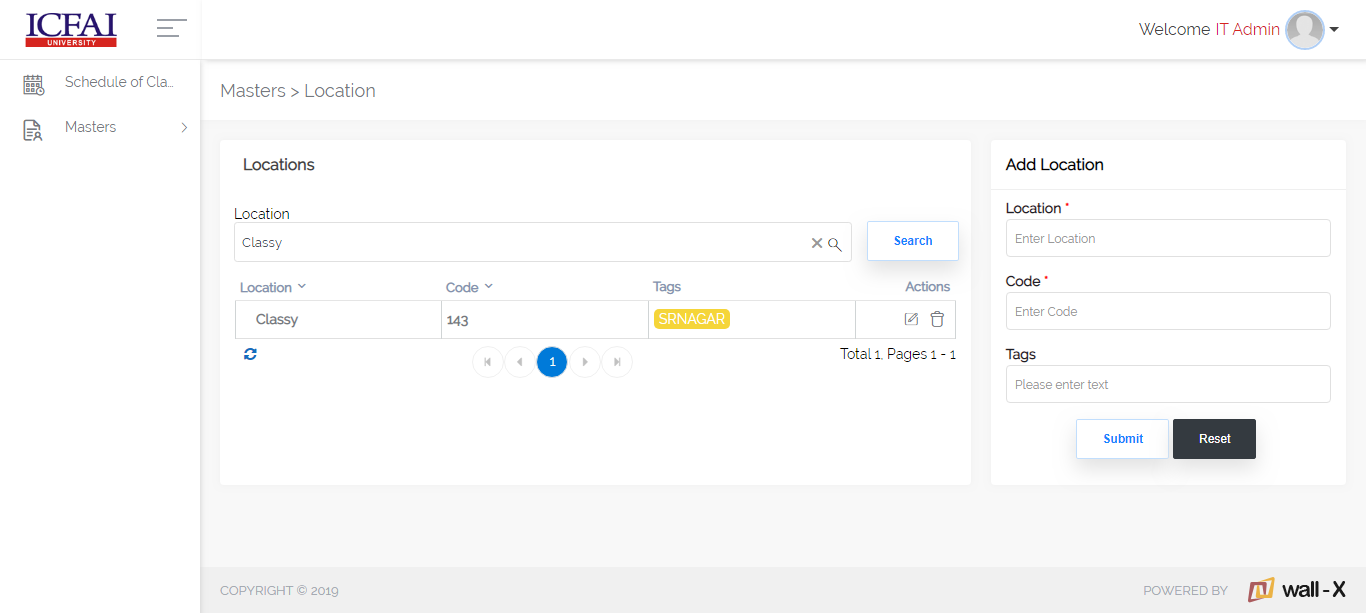 ICFAI
UNIVERSITY
Welcome IT Admin
Schedule of Cla...
Masters
Masters > Location
Locations
Location
Classy
Search
Location Code Tags Actions
Classy 143 SRNAGAR
1
Total 1, Pages 1 - 1
Add Location
Location *
Enter Location
Code *
Enter Code
Tags
Please enter text
Submit Reset
COPYRIGHT © 2019
POWERED BY wall-X